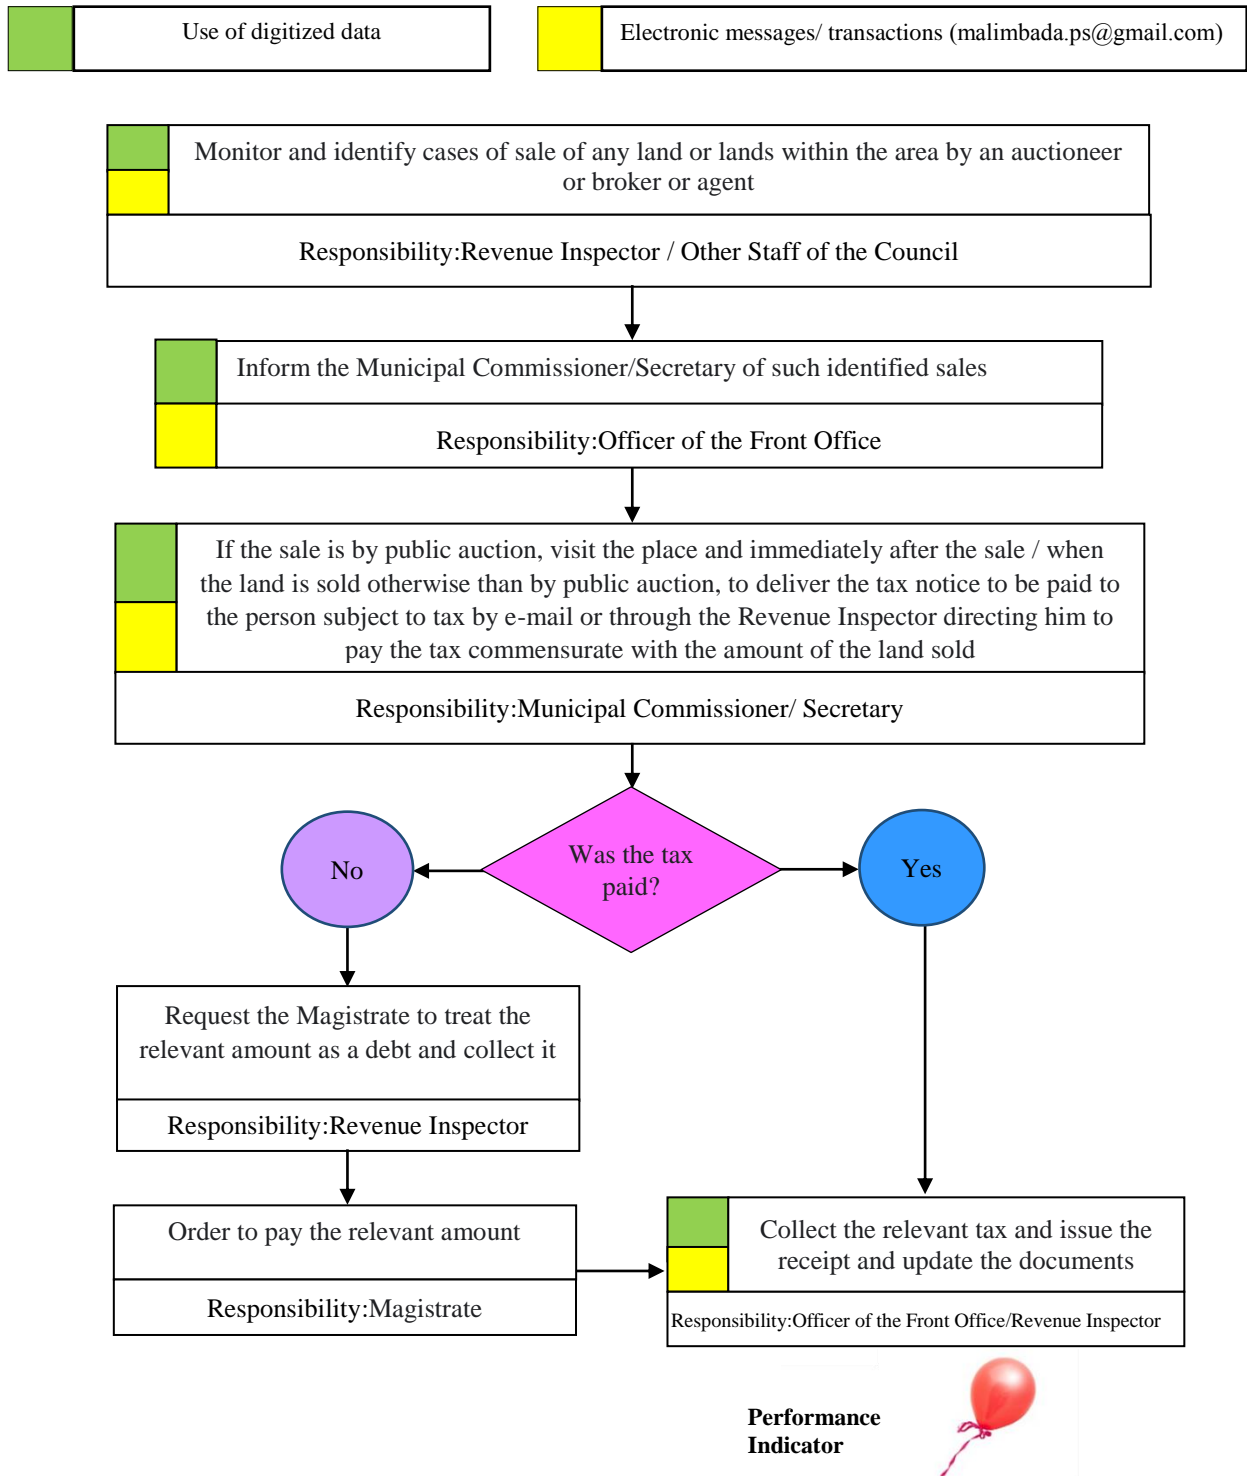 Use of digitized data
Electronic messages/ transactions (malimbada.ps@gmail.com)
Monitor and identify cases of sale of any land or lands within the area by an auctioneer
or broker or agent
Responsibility:Revenue Inspector / Other Staff of the Council
Inform the Municipal Commissioner/Secretary of such identified sales
Responsibility:Officer of the Front Office
If the sale is by public auction, visit the place and immediately after the sale / when
the land is sold otherwise than by public auction, to deliver the tax notice to be paid to
the person subject to tax by e-mail or through the Revenue Inspector directing him to
pay the tax commensurate with the amount of the land sold
Responsibility:Municipal Commissioner/ Secretary
Was the tax
paid?
No
Yes
Request the Magistrate to treat the
relevant amount as a debt and collect it
Responsibility:Revenue Inspector
Order to pay the relevant amount
Responsibility:Magistrate
Collect the relevant tax and issue the
receipt and update the documents
Responsibility:Officer of the Front Office/Revenue Inspector
Performance
Indicator